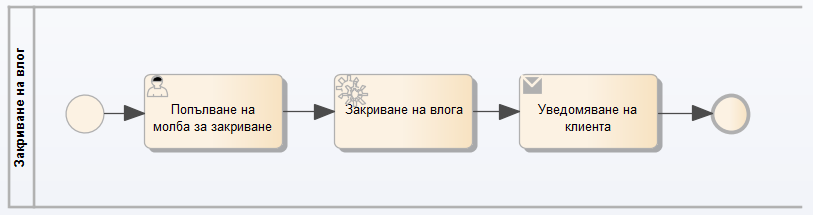 Закриване на влог
Попълване на
молба за закриване
Закриване на влога
Уведомяване на
клиента